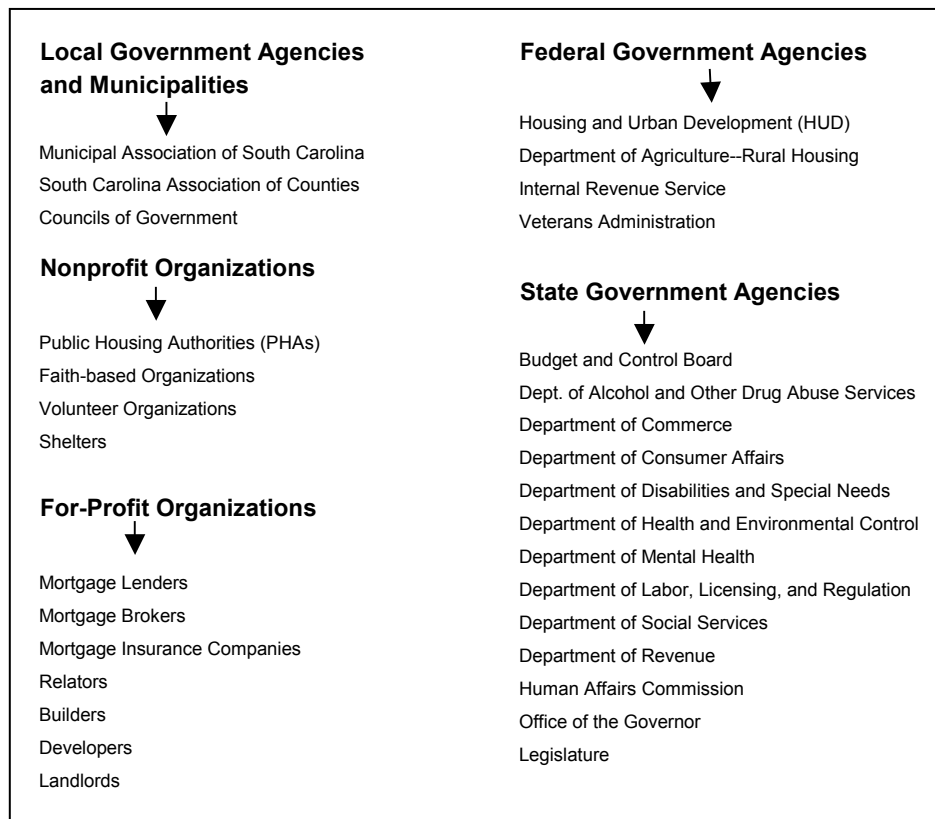 Local Government Agencies
and Municipalities
Municipal Association of South Carolina
South Carolina Association of Counties
Councils of Government
Nonprofit Organizations
Public Housing Authorities (PHAs)
Faith-based Organizations
Volunteer Organizations
Shelters
For-Profit Organizations
Mortgage Lenders
Mortgage Brokers
Mortgage Insurance Companies
Relators
Builders
Developers
Landlords
Federal Government Agencies
Housing and Urban Development (HUD)
Department of Agriculture--Rural Housing
Internal Revenue Service
Veterans Administration
State Government Agencies
Budget and Control Board
Dept. of Alcohol and Other Drug Abuse Services
Department of Commerce
Department of Consumer Affairs
Department of Disabilities and Special Needs
Department of Health and Environmental Control
Department of Mental Health
Department of Labor, Licensing, and Regulation
Department of Social Services
Department of Revenue
Human Affairs Commission
Office of the Governor
Legislature